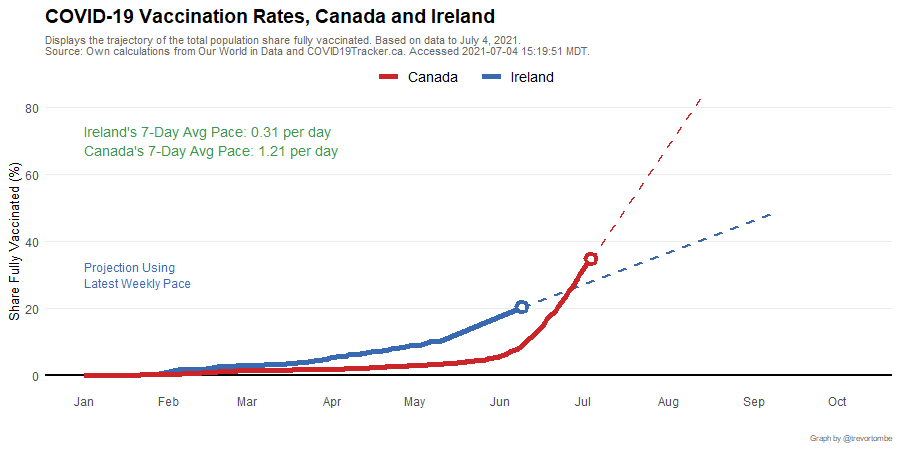 COVID-19 Vaccination Rates, Canada and Ireland
Displays the trajectory of the total population share fully vaccinated. Based on data to July 4, 2021.
Source: Own calculations from Our World in Data and COVID19Tracker.ca. Accessed 2021-07-04 15:19:51 MDT.
Canada Ireland
Share Fully Vaccinated (%)
80
Ireland's 7-Day Avg Pace: 0.31 per day
Canada's 7-Day Avg Pace: 1.21 per day
60
40
Projection Using
Latest Weekly Pace
20
0
Jan Feb Mar Apr May Jun Jul Aug Sep Oct
Graph by @trevortombe